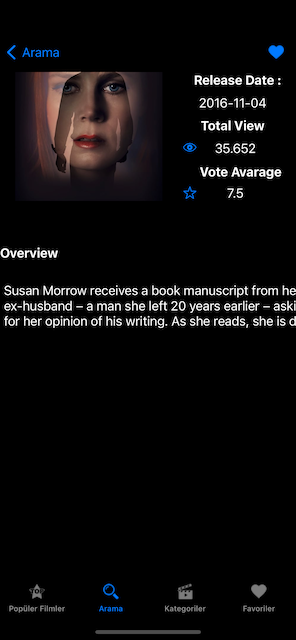 Arama
Release Date :
2016-11-04
Total View
35.652
Vote Avarage
7.5
Overview
Susan Morrow receives a book manuscript from he
ex-husband – a man she left 20 years earlier – aski
for her opinion of his writing. As she reads, she is d
Popüler Filmler
Arama
Kategoriler
Favoriler